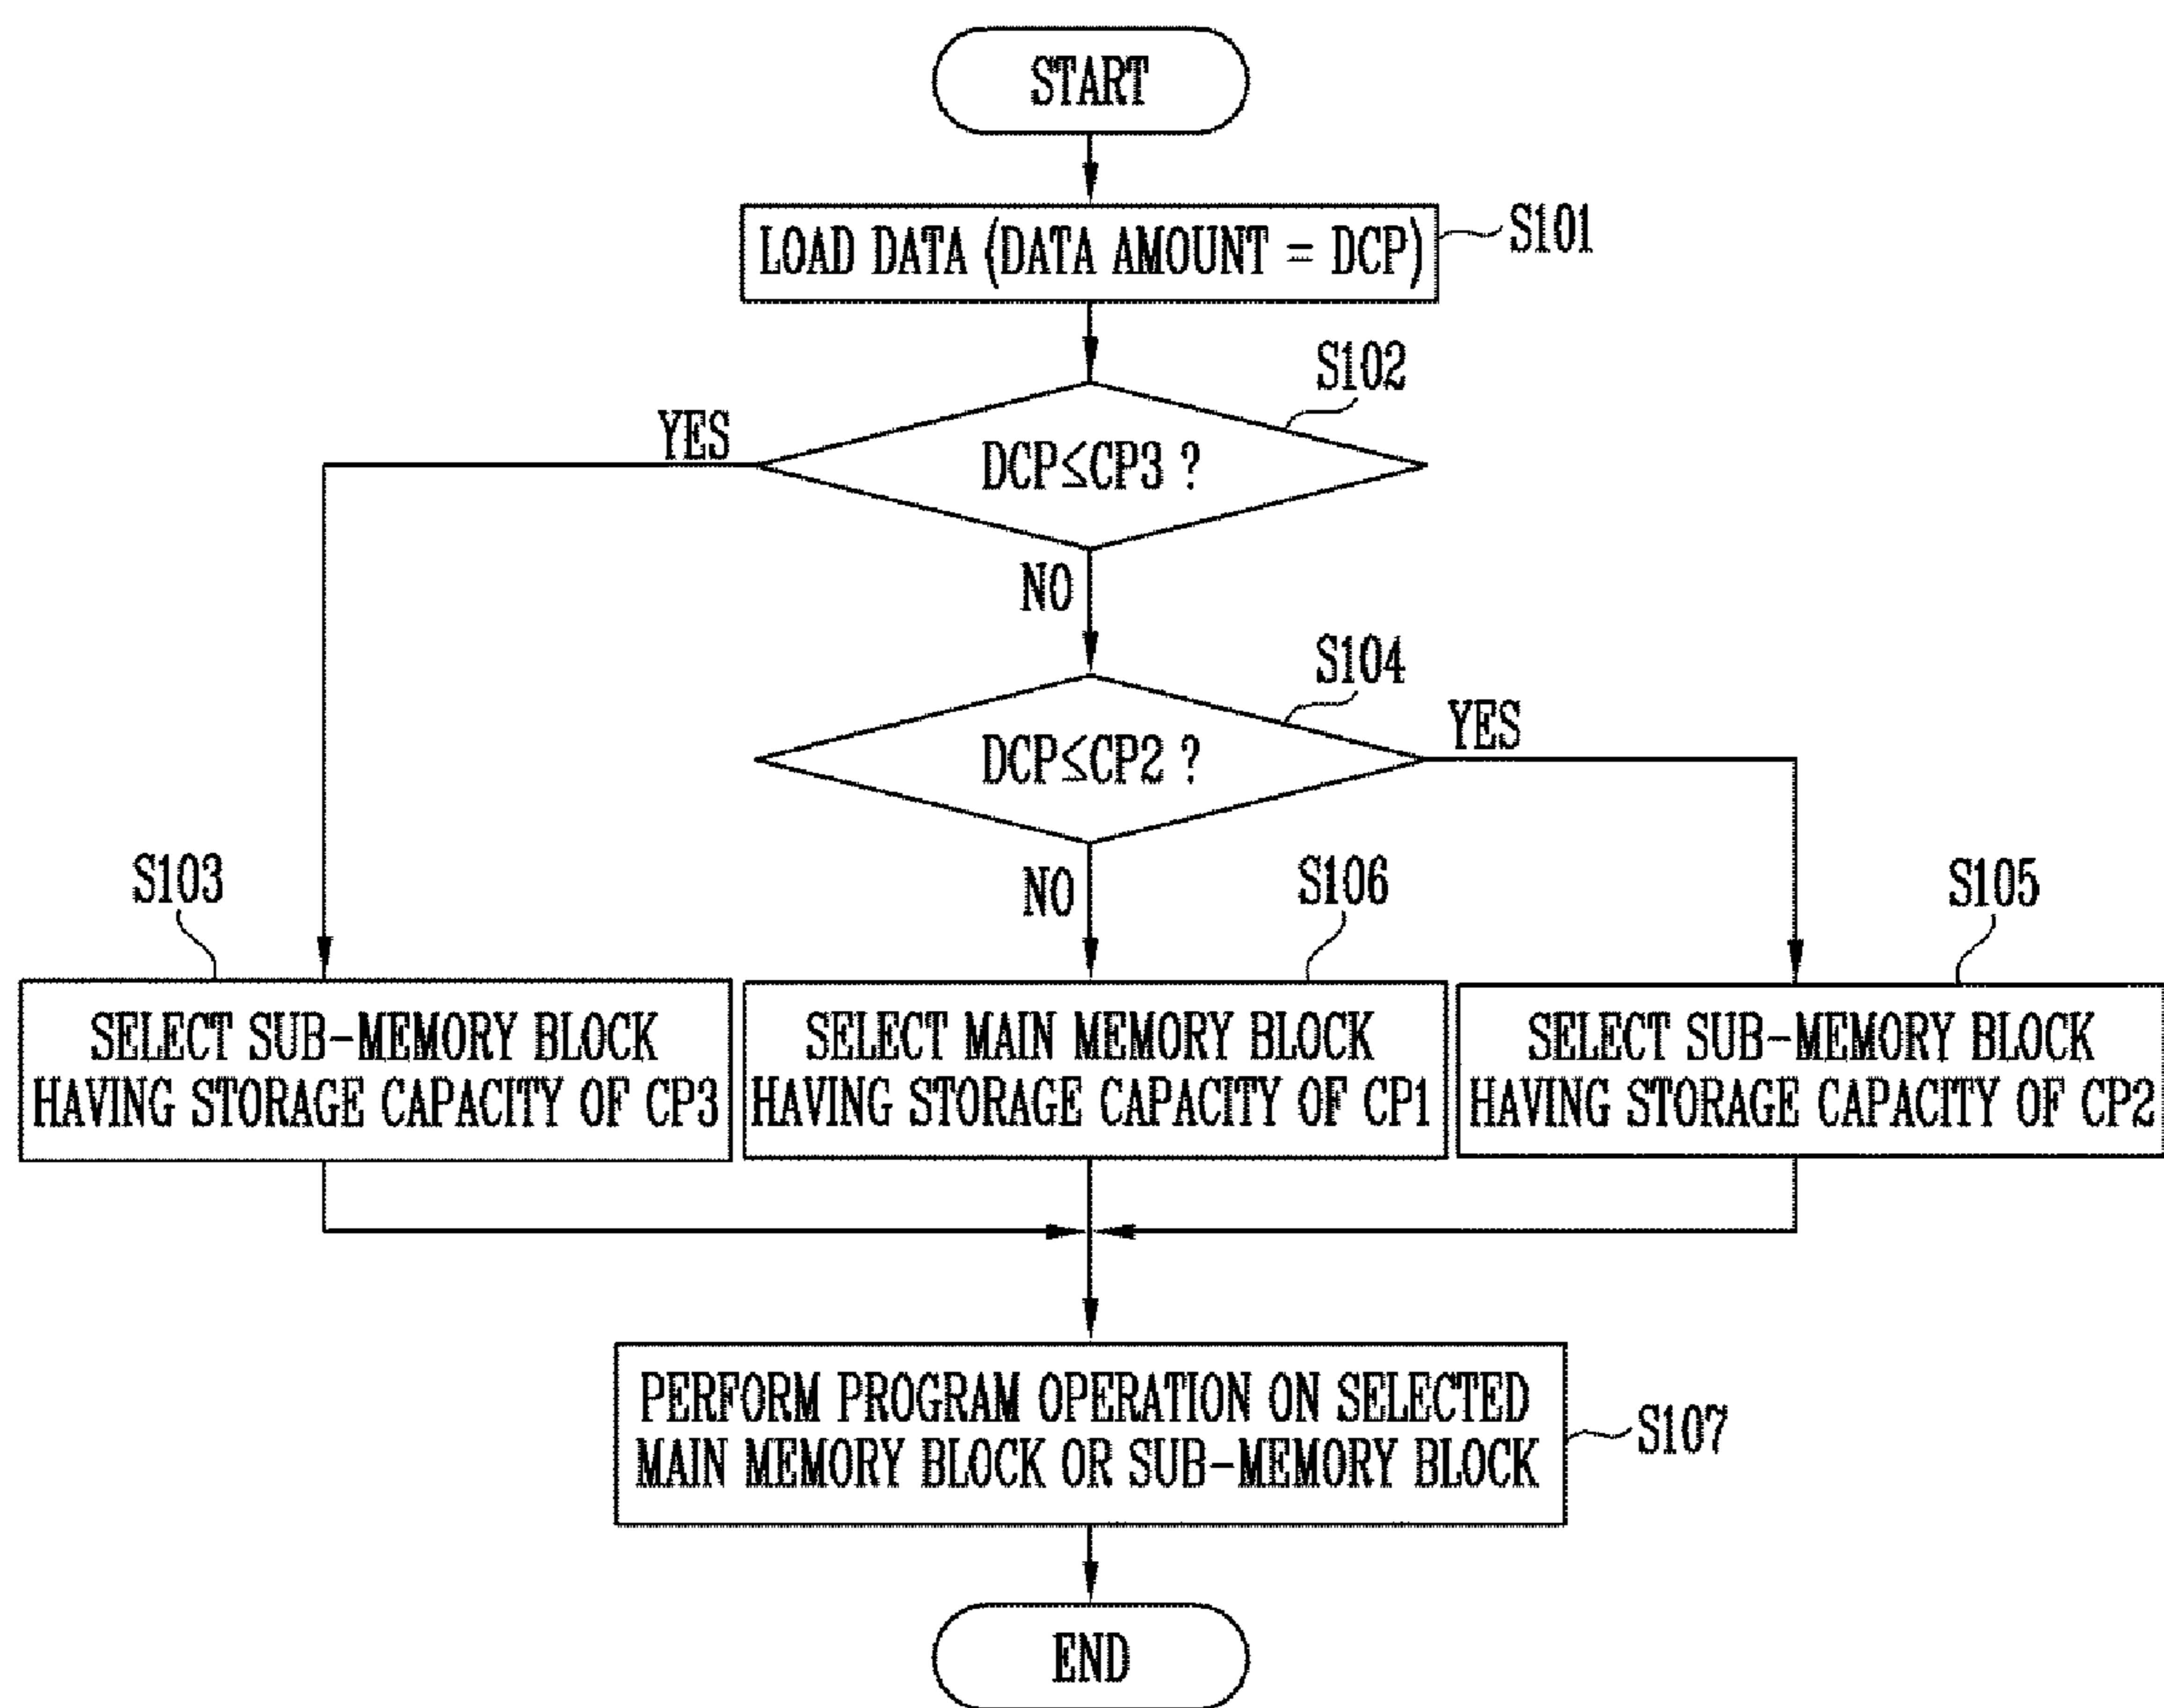 START
LOAD DATA (DATA AMOUNT = DCP)
S101
S102
YES
DCP≤CP3 ?
NO
S104
YES
DCP≤CP2 ?
NO
S103
S106
S105
SELECT SUB-MEMORY BLOCK
HAVING STORAGE CAPACITY OF CP3
SELECT MAIN MEMORY BLOCK
HAVING STORAGE CAPACITY OF CP1
SELECT SUB-MEMORY BLOCK
HAVING STORAGE CAPACITY OF CP2
PERFORM PROGRAM OPERATION ON SELECTED
MAIN MEMORY BLOCK OR SUB-MEMORY BLOCK
S107
END